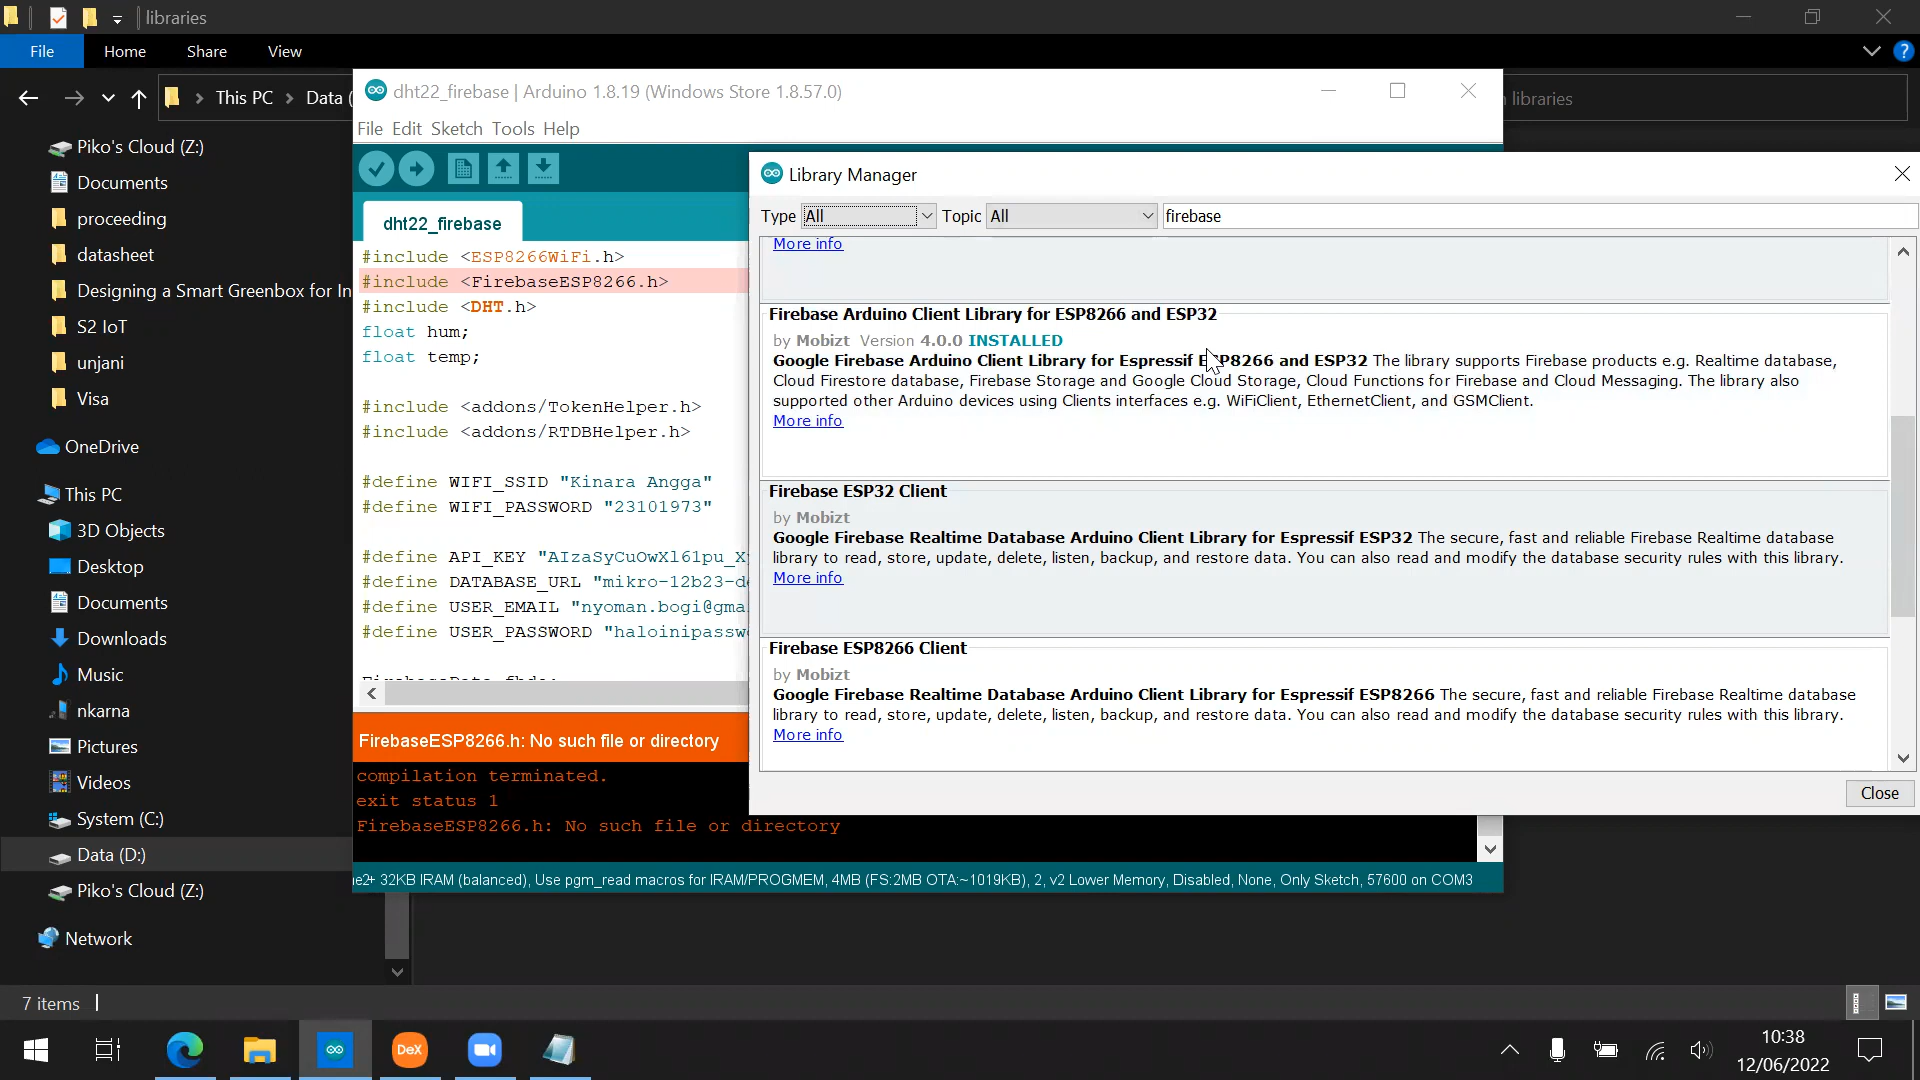 libraries
File
Home
Share
View
This PC
Data (
libraries
Piko's Cloud (Z:)
Documents
proceeding
datasheet
Designing a Smart Greenbox for In
S2 IoT
unjani
Visa
OneDrive
This PC
3D Objects
Desktop
Documents
Downloads
Music
nkarna
Pictures
Videos
System (C:)
Data (D:)
Piko's Cloud (Z:)
Network
7 items
dht22_firebase | Arduino 1.8.19 (Windows Store 1.8.57.0)
File Edit Sketch Tools Help
dht22_firebase
#include <ESP8266WiFi.h>
#include <FirebaseESP8266.h>
#include <DHT.h>
float hum;
float temp;
#include <addons/TokenHelper.h>
#include <addons/RTDBHelper.h>
#define WIFI_SSID "Kinara Angga"
#define WIFI_PASSWORD "23101973"
#define API_KEY "AIzaSyCuOwXl61pu_X
#define DATABASE_URL "mikro-12b23-d
#define USER_EMAIL "nyoman.bogi@gma
#define USER_PASSWORD "haloinipassw
FirebaseESP8266.h: No such file or directory
compilation terminated.
exit status 1
FirebaseESP8266.h: No such file or directory
e2+ 32KB IRAM (balanced), Use pgm_read macros for IRAM/PROGMEM, 4MB (FS:2MB OTA:~1019KB), 2, v2 Lower Memory, Disabled, None, Only Sketch, 57600 on COM3
Library Manager
Type All Topic All firebase
More info
Firebase Arduino Client Library for ESP8266 and ESP32
by Mobizt Version 4.0.0 INSTALLED
Google Firebase Arduino Client Library for Espressif ESP8266 and ESP32 The library supports Firebase products e.g. Realtime database,
Cloud Firestore database, Firebase Storage and Google Cloud Storage, Cloud Functions for Firebase and Cloud Messaging. The library also
supported other Arduino devices using Clients interfaces e.g. WiFiClient, EthernetClient, and GSMClient.
More info
Firebase ESP32 Client
by Mobizt
Google Firebase Realtime Database Arduino Client Library for Espressif ESP32 The secure, fast and reliable Firebase Realtime database
library to read, store, update, delete, listen, backup, and restore data. You can also read and modify the database security rules with this library.
More info
Firebase ESP8266 Client
by Mobizt
Google Firebase Realtime Database Arduino Client Library for Espressif ESP8266 The secure, fast and reliable Firebase Realtime database
library to read, store, update, delete, listen, backup, and restore data. You can also read and modify the database security rules with this library.
More info
Close
DeX
10:38
12/06/2022